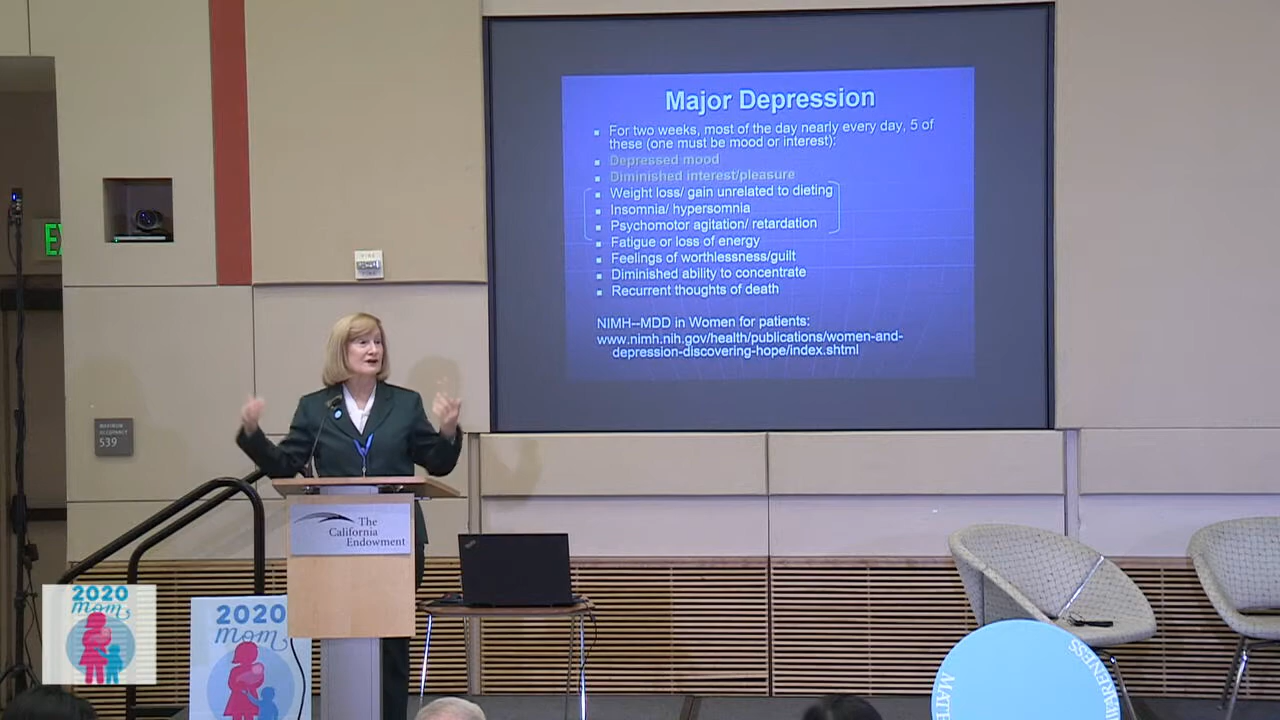 Major Depression
For two weeks, most of the day nearly every day, 5 of
these (one must be mood or interest):
Depressed mood
Diminished interest/pleasure
Weight loss/ gain unrelated to dieting
Insomnia/ hypersomnia
Psychomotor agitation/ retardation
Fatigue or loss of energy
Feelings of worthlessness/guilt
Diminished ability to concentrate
Recurrent thoughts of death
NIMH--MDD in Women for patients:
www.nimh.nih.gov/health/publications/women-and-
depression-discovering-hope/index.shtml
FIRE
MAXIMUM
OCCUPANCY
539
The
California
Endowment
2020
mom
2020
mom